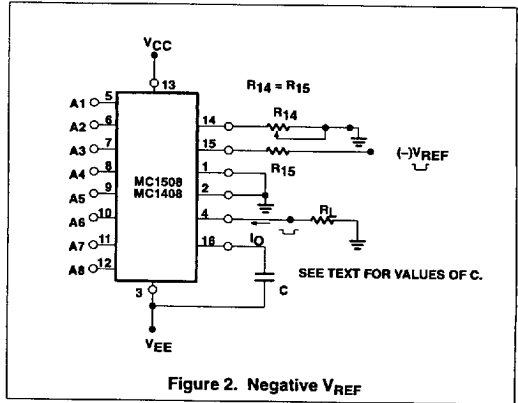 VCC
13
R14 = R15
A1 5
A2 6
A3 7
A4 8
A5 9
A6 10
A7 11
A8 12
MC1508
MC1408
14
R14
15
R15
(–)VREF
1
2
4
RL
IO
16
C
SEE TEXT FOR VALUES OF C.
3
VEE
Figure 2. Negative VREF